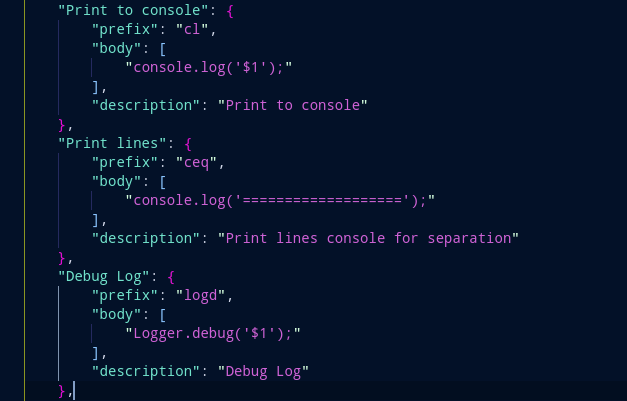 "Print to console": {
"prefix": "cl",
"body": [
"console.log('$1');"
],
"description": "Print to console"
},
"Print lines": {
"prefix": "ceq",
"body": [
"console.log('===================');"
],
"description": "Print lines console for separation"
},
"Debug Log": {
"prefix": "logd",
"body": [
"Logger.debug('$1');"
],
"description": "Debug Log"
},